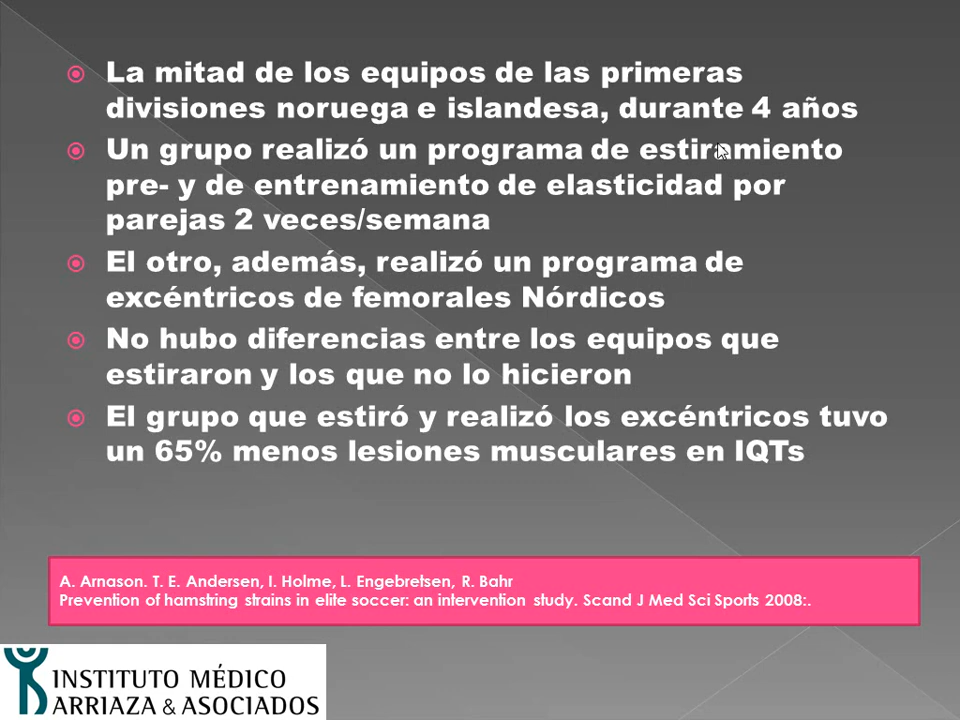 La mitad de los equipos de las primeras
divisiones noruega e islandesa, durante 4 años
Un grupo realizó un programa de estiramiento
pre- y de entrenamiento de elasticidad por
parejas 2 veces/semana
El otro, además, realizó un programa de
excéntricos de femorales Nórdicos
No hubo diferencias entre los equipos que
estiraron y los que no lo hicieron
El grupo que estiró y realizó los excéntricos tuvo
un 65% menos lesiones musculares en IQTs
A. Arnason. T. E. Andersen, I. Holme, L. Engebretsen, R. Bahr
Prevention of hamstring strains in elite soccer: an intervention study. Scand J Med Sci Sports 2008:.
INSTITUTO MÉDICO
ARRIAZA & ASOCIADOS